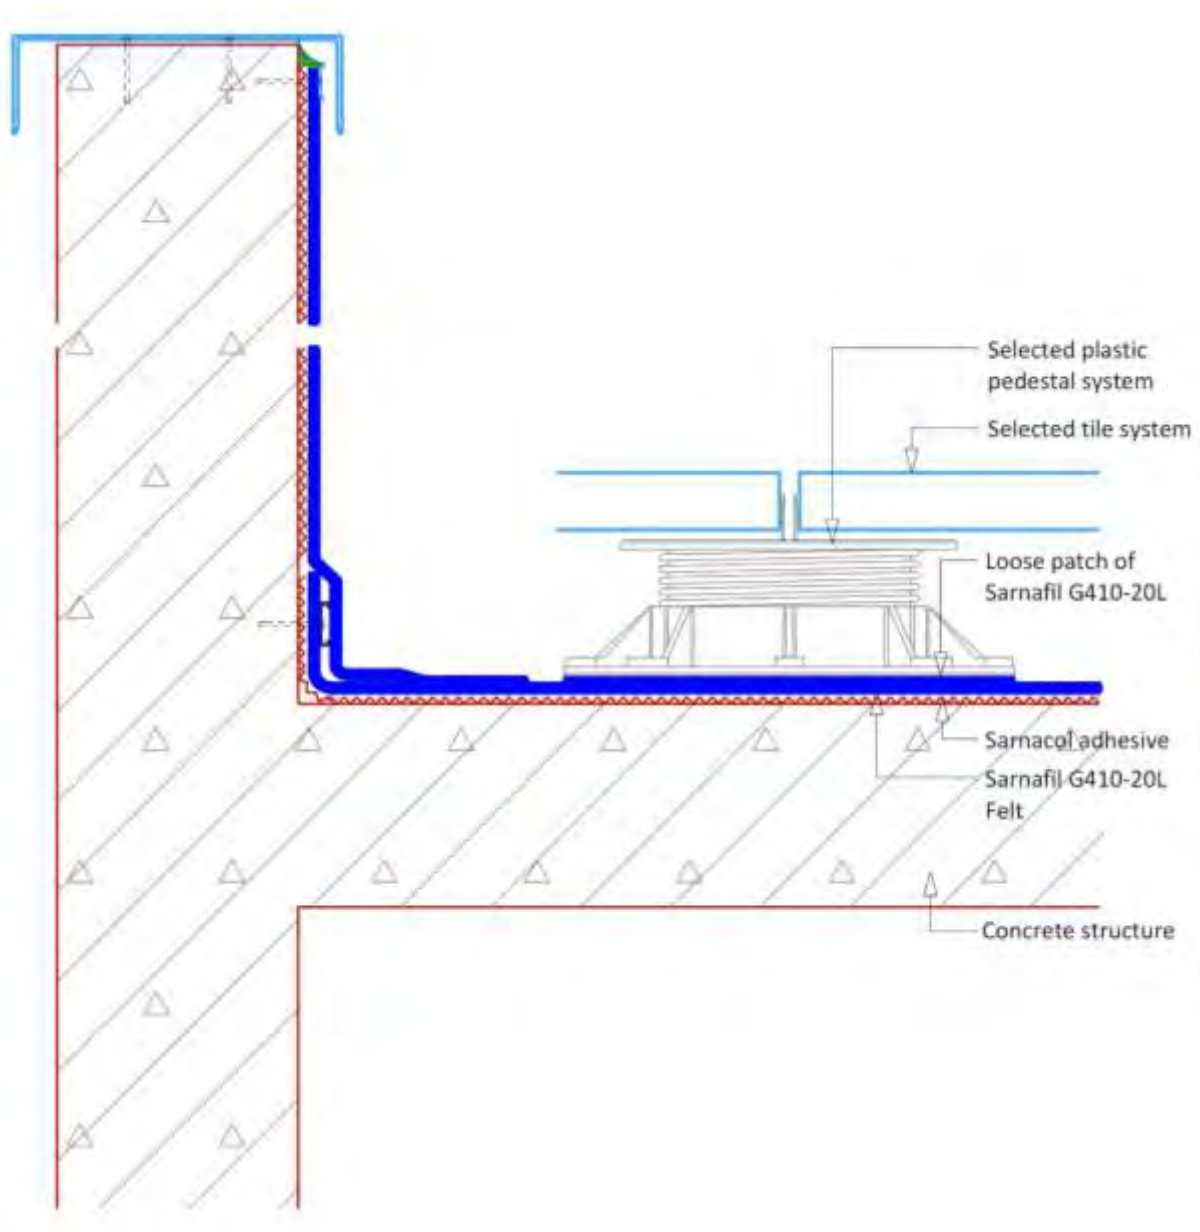 Selected plastic
pedestal system
Selected tile system
Loose patch of
Sarnafil G410-20L
Sarnacol adhesive
Sarnafil G410-20L
Felt
Concrete structure